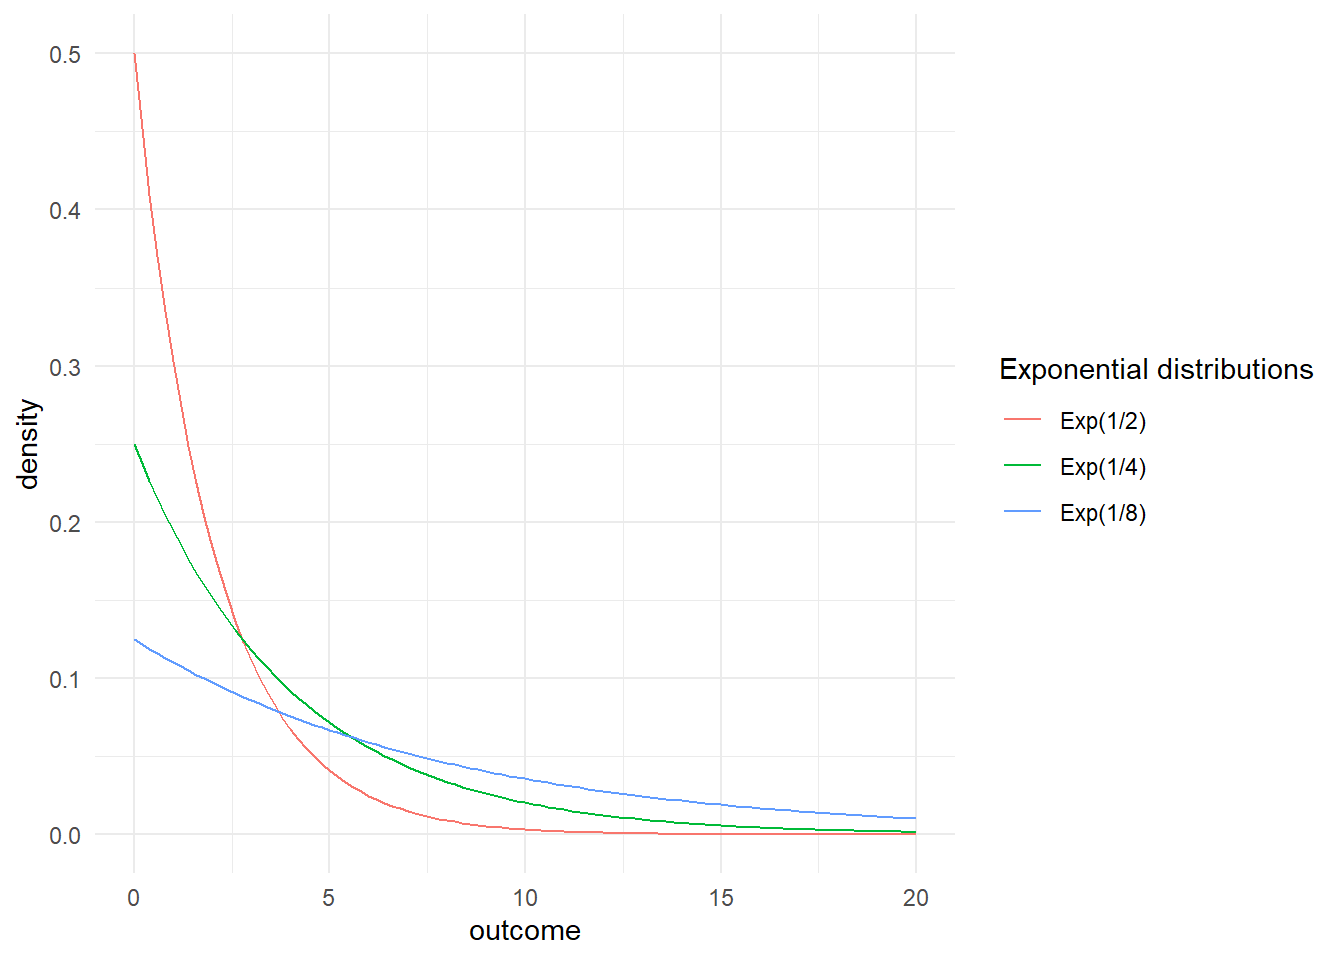 0.5
0.4
0.3
0.2
0.1
0.0
density
0 5 10 15 20
outcome
Exponential distributions
Exp(1/2)
Exp(1/4)
Exp(1/8)